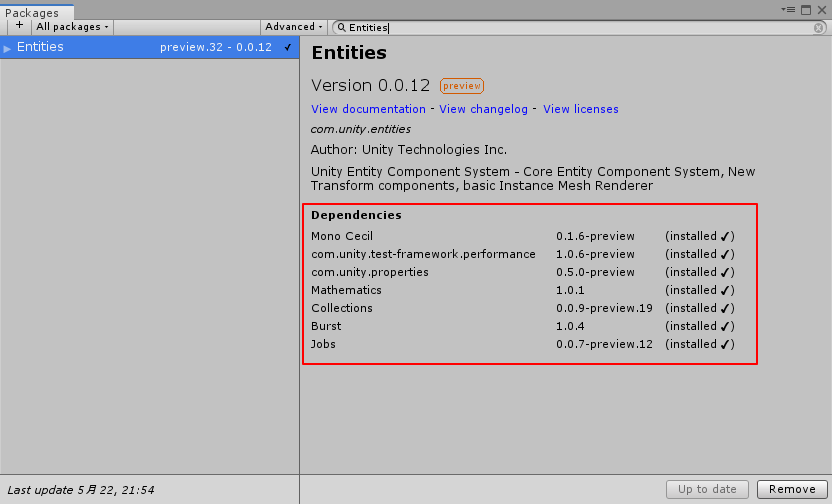 Packages
+ All packages Advanced Entities
Entities preview.32 - 0.0.12 ✔
Entities
Version 0.0.12 preview
View documentation - View changelog - View licenses
com.unity.entities
Author: Unity Technologies Inc.
Unity Entity Component System - Core Entity Component System, New
Transform components, basic Instance Mesh Renderer
Dependencies
Mono Cecil 0.1.6-preview (installed ✔)
com.unity.test-framework.performance 1.0.6-preview (installed ✔)
com.unity.properties 0.5.0-preview (installed ✔)
Mathematics 1.0.1 (installed ✔)
Collections 0.0.9-preview.19 (installed ✔)
Burst 1.0.4 (installed ✔)
Jobs 0.0.7-preview.12 (installed ✔)
Last update 5月 22, 21:54 Up to date Remove